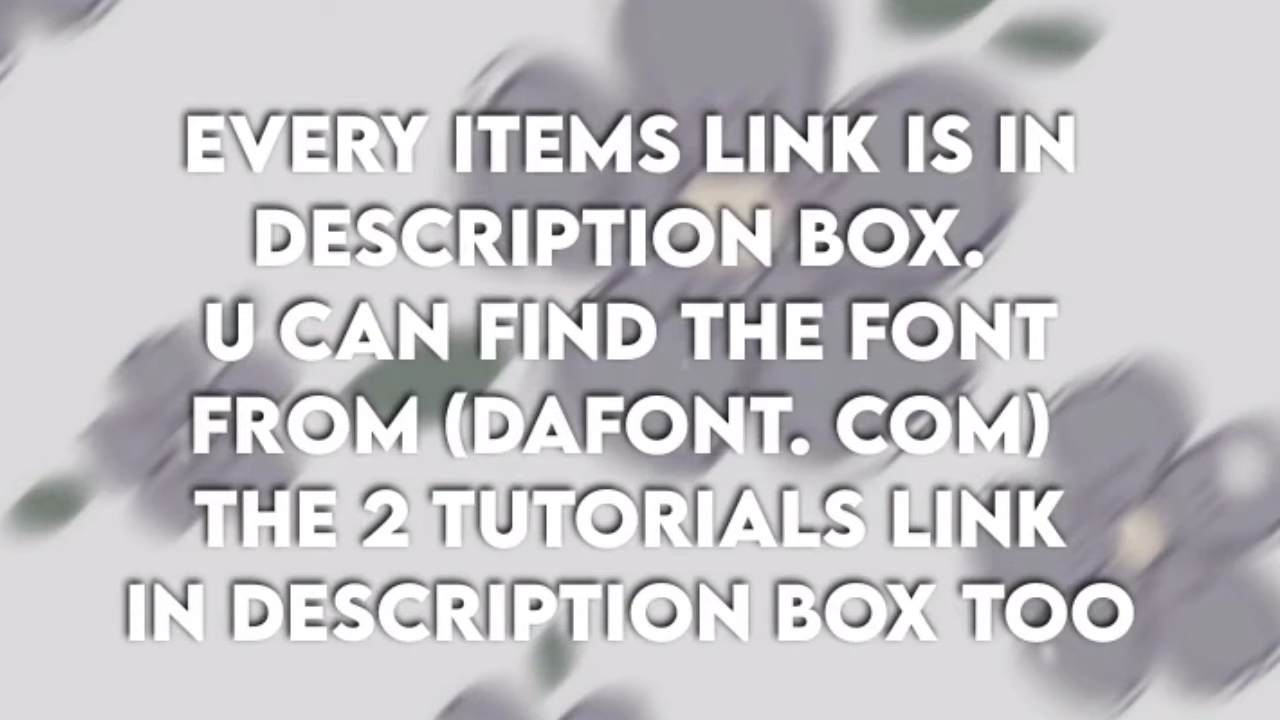 EVERY ITEMS LINK IS IN
DESCRIPTION BOX.
U CAN FIND THE FONT
FROM (DAFONT. COM)
THE 2 TUTORIALS LINK
IN DESCRIPTION BOX TOO